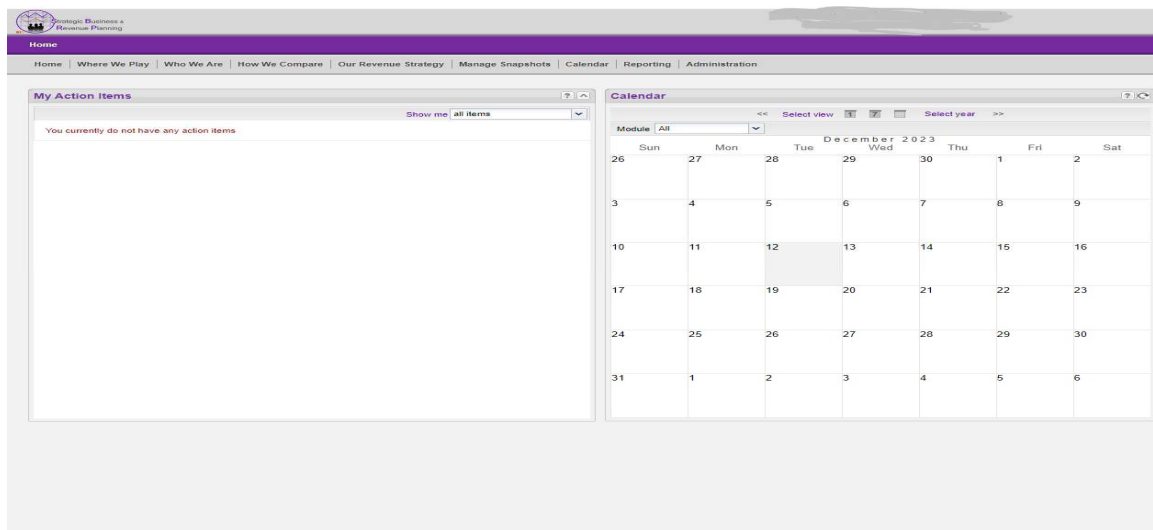 Strategic Business &
Revenue Planning
Home
Home | Where We Play | Who We Are | How We Compare | Our Revenue Strategy | Manage Snapshots | Calendar | Reporting | Administration
My Action Items ?
Show me all items
You currently do not have any action items
Calendar ?
<< Select view 1 7 Select year >>
Module All
December 2023
Sun Mon Tue Wed Thu Fri Sat
26 27 28 29 30 1 2
3 4 5 6 7 8 9
10 11 12 13 14 15 16
17 18 19 20 21 22 23
24 25 26 27 28 29 30
31 1 2 3 4 5 6